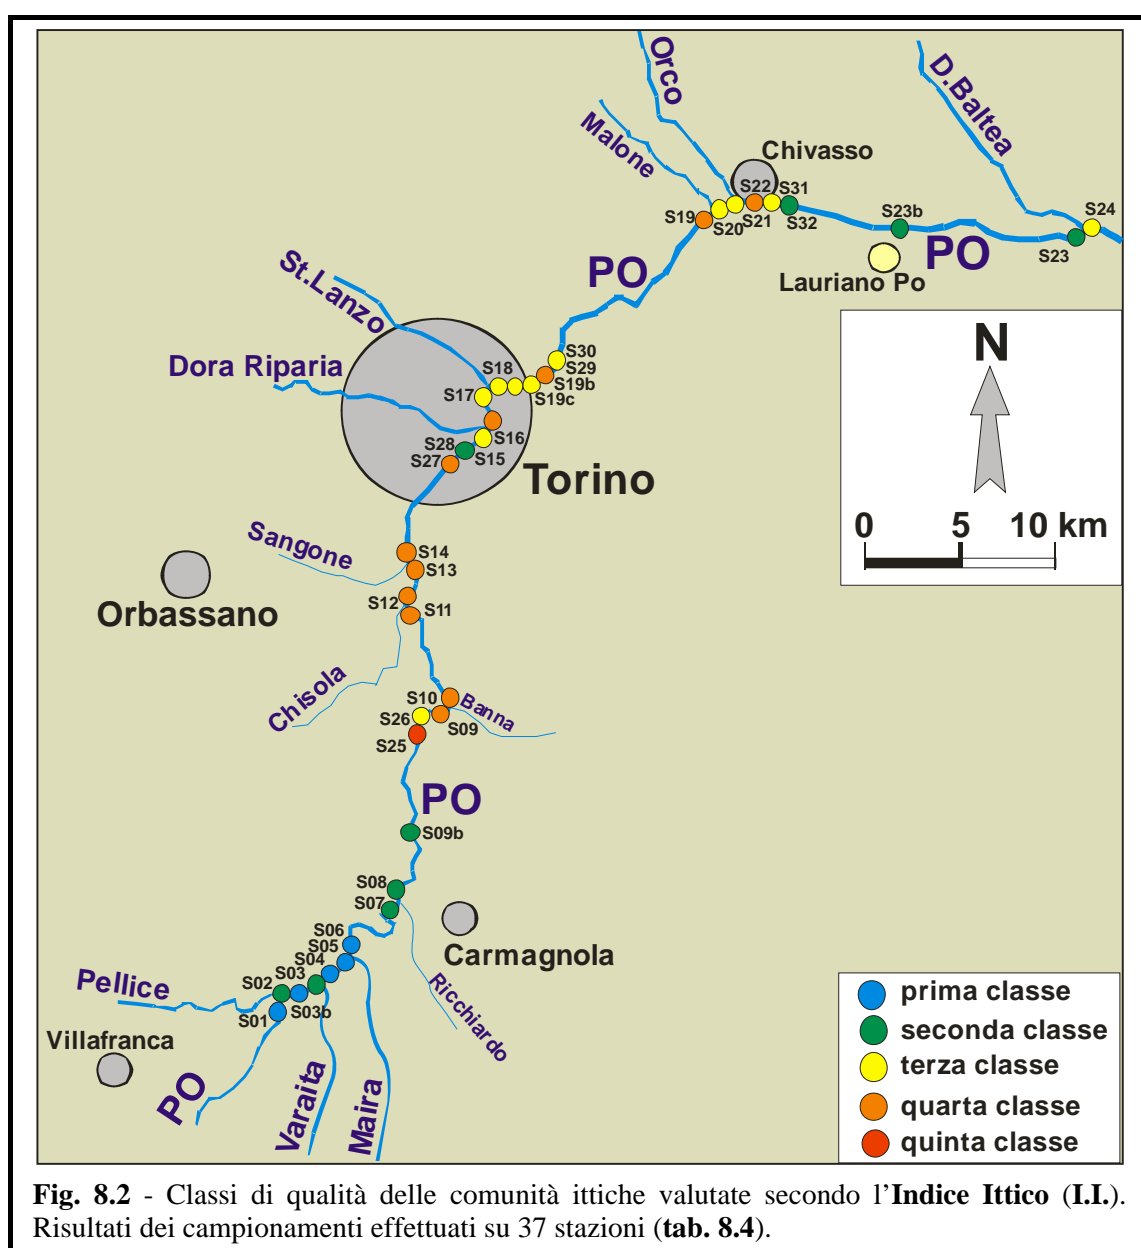 Orco
D.Baltea
Malone
Chivasso
S22
S31
S19
S20
S21
S32
S23b
S24
S23
PO
PO
Lauriano Po
St.Lanzo
Dora Riparia
S30
S29
S18
S19b
S17
S19c
S28
S16
S27
S15
Torino
N
0 5 10 km
Sangone
S14
S13
Orbassano
S12
S11
Chisola
S10
Banna
S26
S09
S25
PO
S09b
S08
S07
Carmagnola
S06
S05
S04
S03
S02
Pellice
S01
S03b
Ricchiardo
Villafranca
PO
Varaita
Maira
prima classe
seconda classe
terza classe
quarta classe
quinta classe
Fig. 8.2 - Classi di qualità delle comunità ittiche valutate secondo l’Indice Ittico (I.I.).
Risultati dei campionamenti effettuati su 37 stazioni (tab. 8.4).